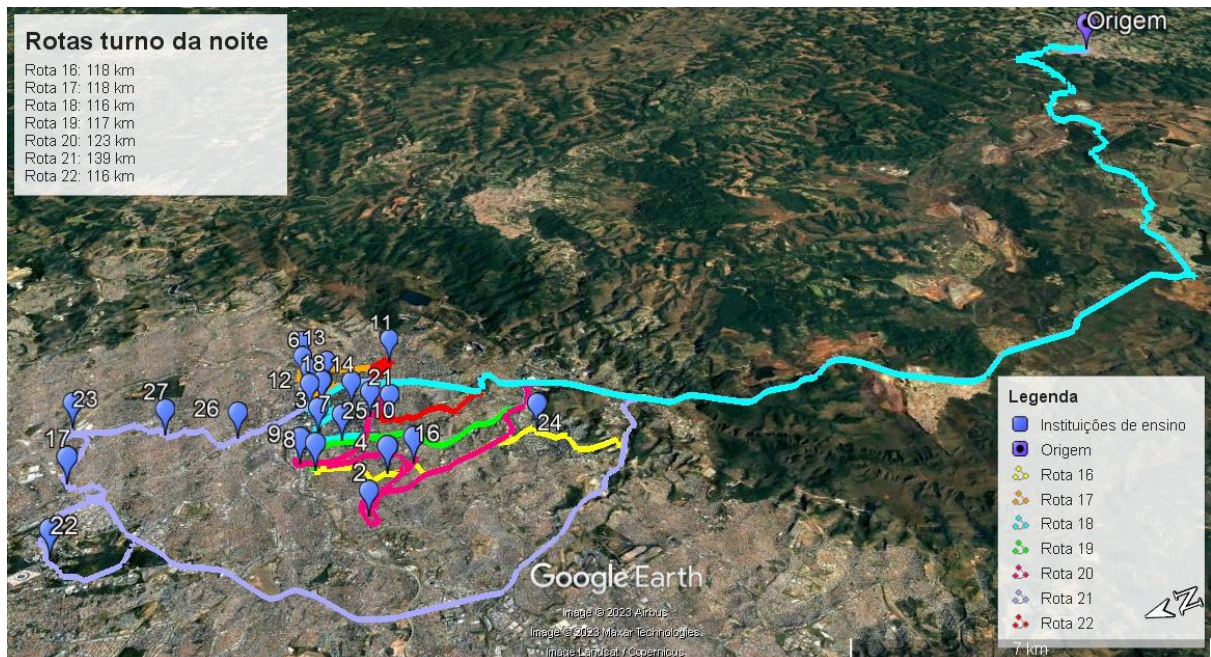 Rotas turno da noite
Rota 16: 118 km
Rota 17: 118 km
Rota 18: 116 km
Rota 19: 117 km
Rota 20: 123 km
Rota 21: 139 km
Rota 22: 116 km
Origem
6 13
11
18 14
12
21
3 7
10
23
27
26
25
24
17
9 8
4
16
2
22
Google Earth
Image © 2023 Airbus
Image © 2023 Maxar Technologies
Image Landsat / Copernicus
Legenda
Instituições de ensino
Origem
Rota 16
Rota 17
Rota 18
Rota 19
Rota 20
Rota 21
Rota 22
N
7 km